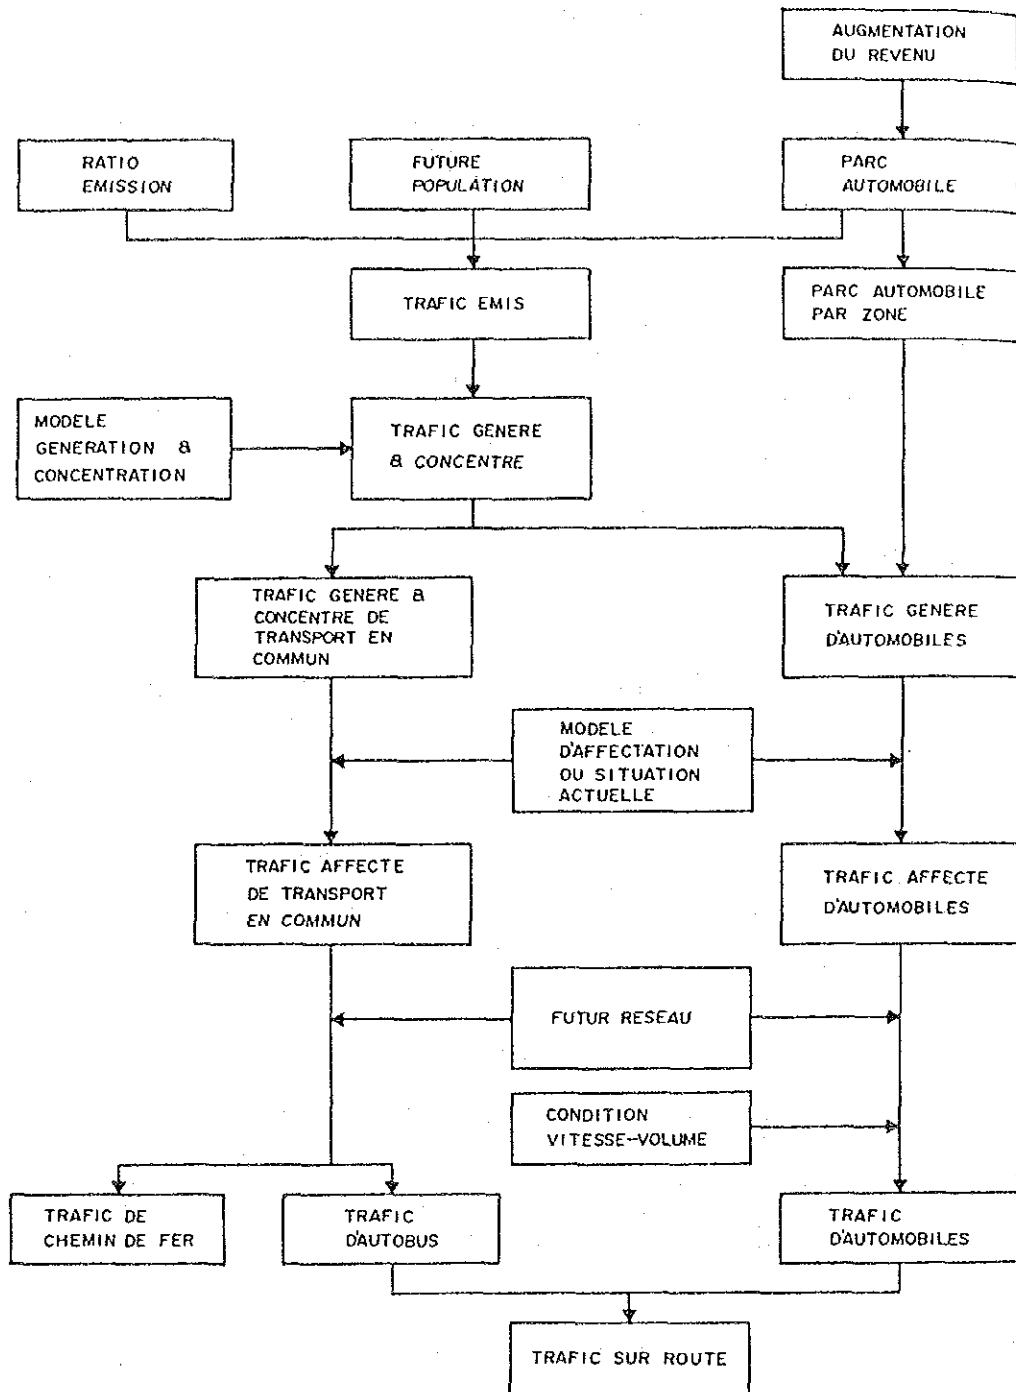 AUGMENTATION
DU REVENU
RATIO
EMISSION
FUTURE
POPULATION
PARC
AUTOMOBILE
TRAFIC EMIS
PARC AUTOMOBILE
PAR ZONE
MODELE
GENERATION &
CONCENTRATION
TRAFIC GENERE
& CONCENTRE
TRAFIC GENERE &
CONCENTRE DE
TRANSPORT EN
COMMUN
TRAFIC GENERE
D'AUTOMOBILES
MODELE
D'AFFECTATION
OU SITUATION
ACTUELLE
TRAFIC AFFECTE
DE TRANSPORT
EN COMMUN
TRAFIC AFFECTE
D'AUTOMOBILES
FUTUR RESEAU
CONDITION
VITESSE-VOLUME
TRAFIC DE
CHEMIN DE FER
TRAFIC
D'AUTOBUS
TRAFIC
D'AUTOMOBILES
TRAFIC SUR ROUTE